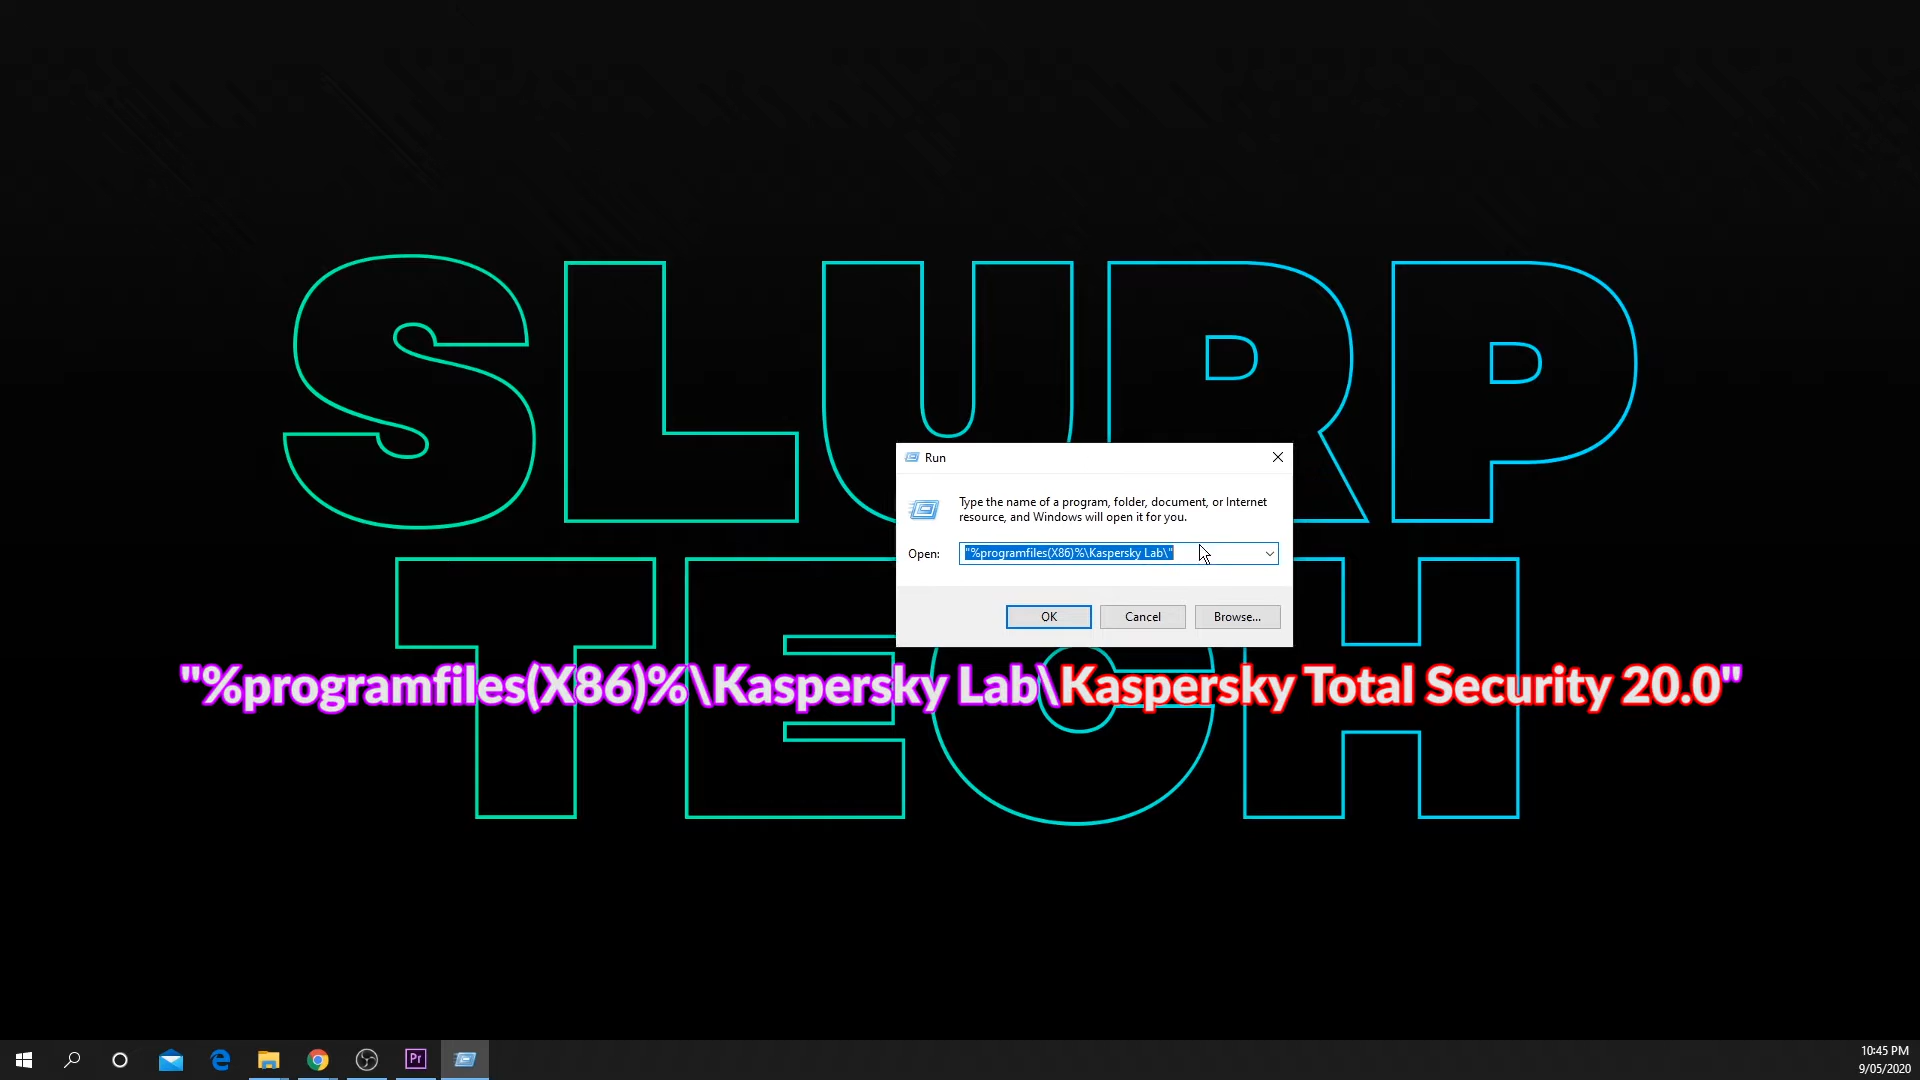 SLURP
TECH
Run
Type the name of a program, folder, document, or Internet
resource, and Windows will open it for you.
Open:
"%programfiles(X86)%\Kaspersky Lab\"
OK
Cancel
Browse...
"%programfiles(X86)%\Kaspersky Lab\Kaspersky Total Security 20.0"
Pr
10:45 PM
9/05/2020